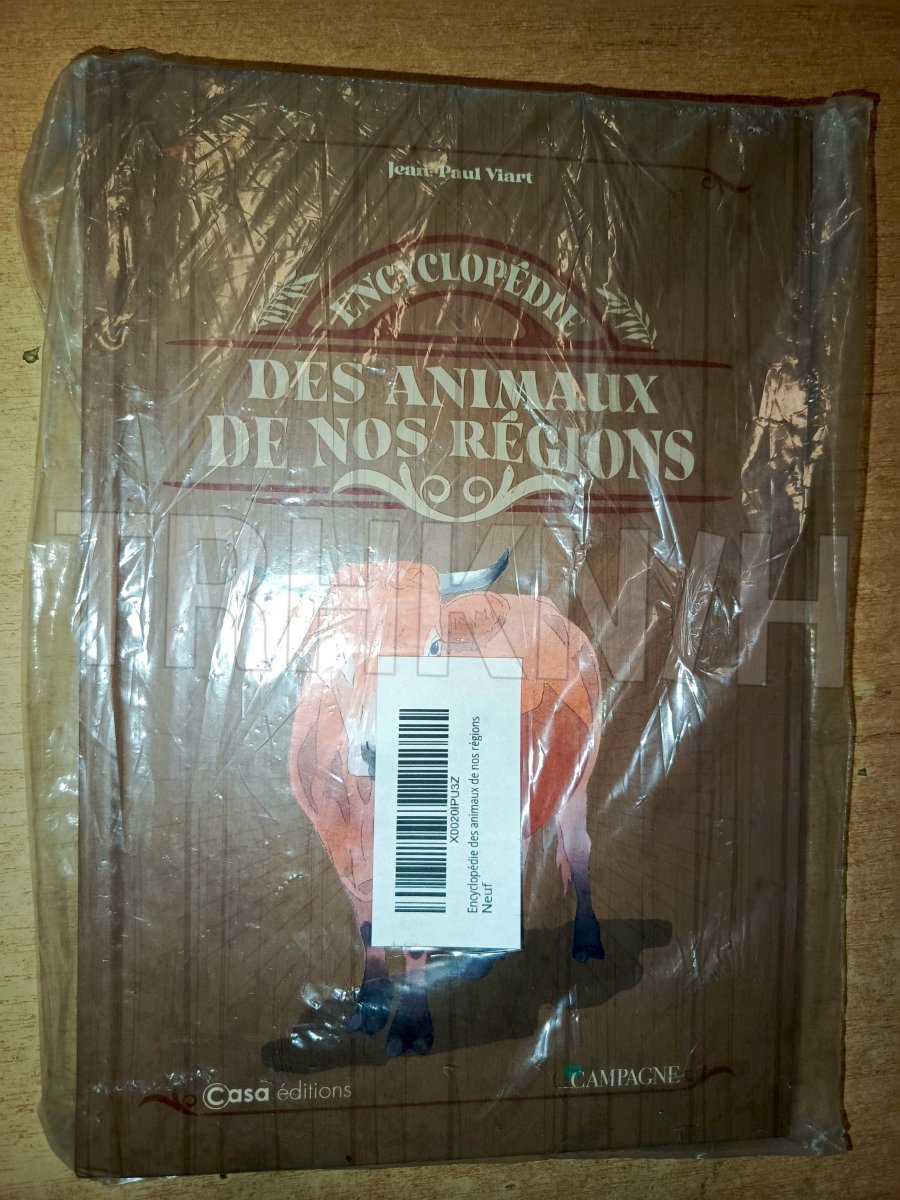 Jean-Paul Viart
ENCYCLOPÉDIE
DES ANIMAUX
DE NOS RÉGIONS
X0020IPU3Z
Encyclopédie des animaux de nos régions
Neuf
Casa éditions
CAMPAGNE